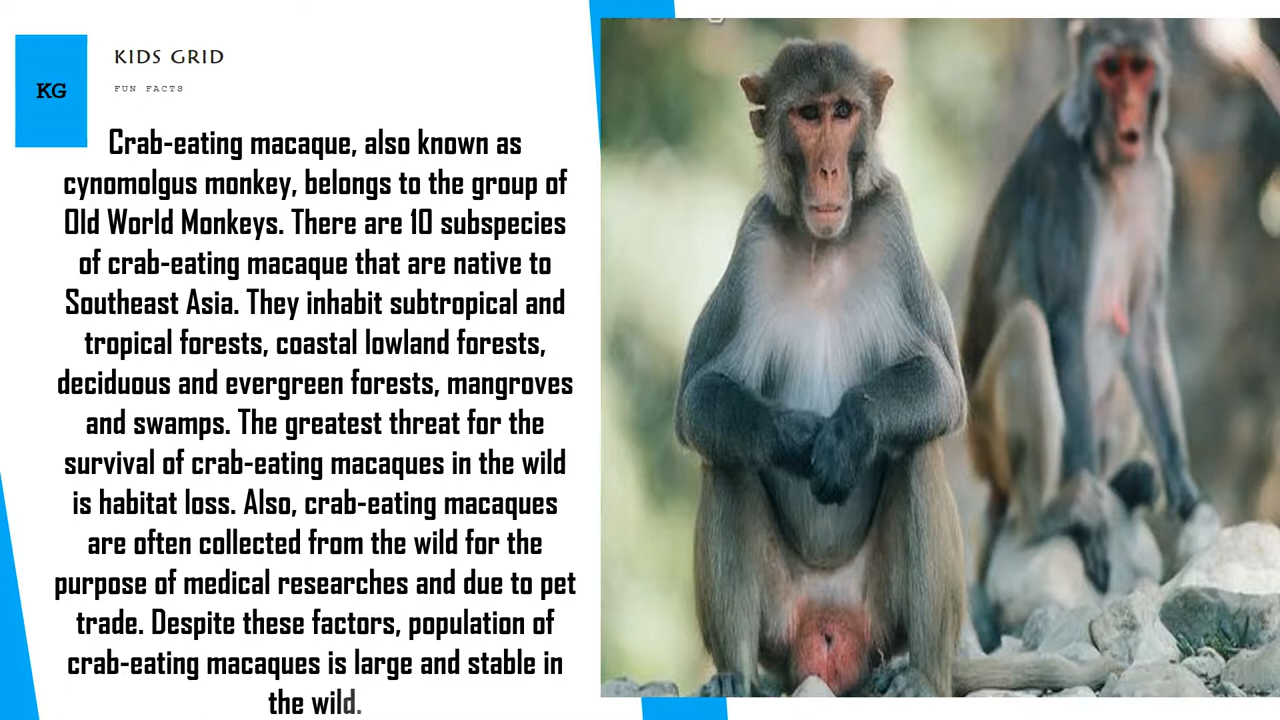 KIDS GRID
KG
FUN FACTS
Crab-eating macaque, also known as
cynomolgus monkey, belongs to the group of
Old World Monkeys. There are 10 subspecies
of crab-eating macaque that are native to
Southeast Asia. They inhabit subtropical and
tropical forests, coastal lowland forests,
deciduous and evergreen forests, mangroves
and swamps. The greatest threat for the
survival of crab-eating macaques in the wild
is habitat loss. Also, crab-eating macaques
are often collected from the wild for the
purpose of medical researches and due to pet
trade. Despite these factors, population of
crab-eating macaques is large and stable in
the wild.